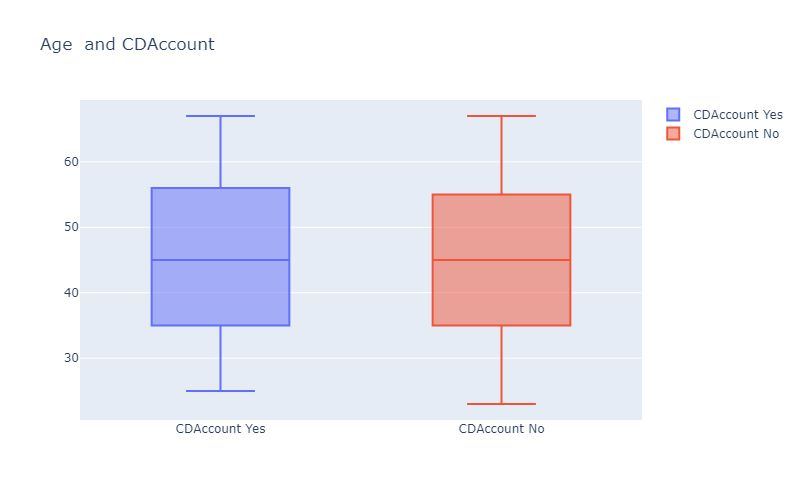 Age  and CDAccount
CDAccount Yes
CDAccount No
60
50
40
30
CDAccount Yes
CDAccount No